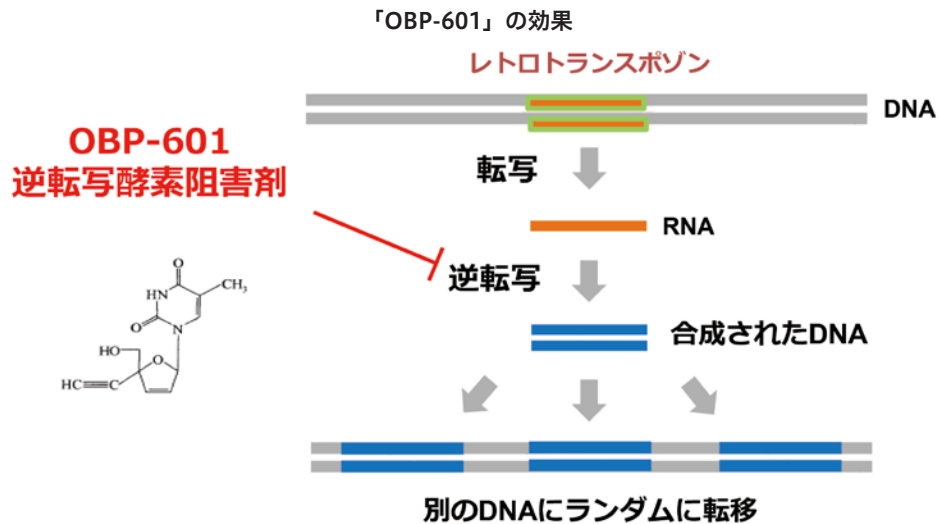 「OBP-601」の効果
レトロトランスポゾン
DNA
OBP-601
逆転写酵素阻害剤
転写
RNA
逆転写
合成されたDNA
O
CH3
HN
O
N
HO
O
HC
C
別のDNAにランダムに転移